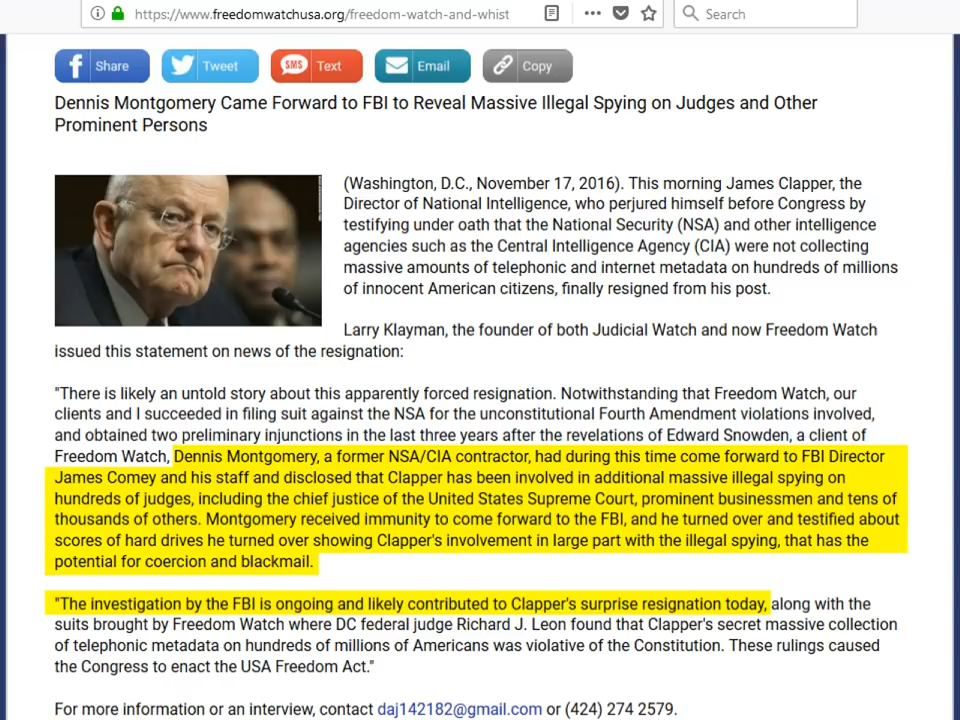 https://www.freedomwatchusa.org/freedom-watch-and-whist
Search
Share
Tweet
SMS
Text
Email
Copy
Dennis Montgomery Came Forward to FBI to Reveal Massive Illegal Spying on Judges and Other
Prominent Persons
(Washington, D.C., November 17, 2016). This morning James Clapper, the
Director of National Intelligence, who perjured himself before Congress by
testifying under oath that the National Security (NSA) and other intelligence
agencies such as the Central Intelligence Agency (CIA) were not collecting
massive amounts of telephonic and internet metadata on hundreds of millions
of innocent American citizens, finally resigned from his post.
Larry Klayman, the founder of both Judicial Watch and now Freedom Watch
issued this statement on news of the resignation:
"There is likely an untold story about this apparently forced resignation. Notwithstanding that Freedom Watch, our
clients and I succeeded in filing suit against the NSA for the unconstitutional Fourth Amendment violations involved,
and obtained two preliminary injunctions in the last three years after the revelations of Edward Snowden, a client of
Freedom Watch, Dennis Montgomery, a former NSA/CIA contractor, had during this time come forward to FBI Director
James Comey and his staff and disclosed that Clapper has been involved in additional massive illegal spying on
hundreds of judges, including the chief justice of the United States Supreme Court, prominent businessmen and tens of
thousands of others. Montgomery received immunity to come forward to the FBI, and he turned over and testified about
scores of hard drives he turned over showing Clapper's involvement in large part with the illegal spying, that has the
potential for coercion and blackmail.
"The investigation by the FBI is ongoing and likely contributed to Clapper's surprise resignation today, along with the
suits brought by Freedom Watch where DC federal judge Richard J. Leon found that Clapper's secret massive collection
of telephonic metadata on hundreds of millions of Americans was violative of the Constitution. These rulings caused
the Congress to enact the USA Freedom Act."
For more information or an interview, contact daj142182@gmail.com or (424) 274 2579.